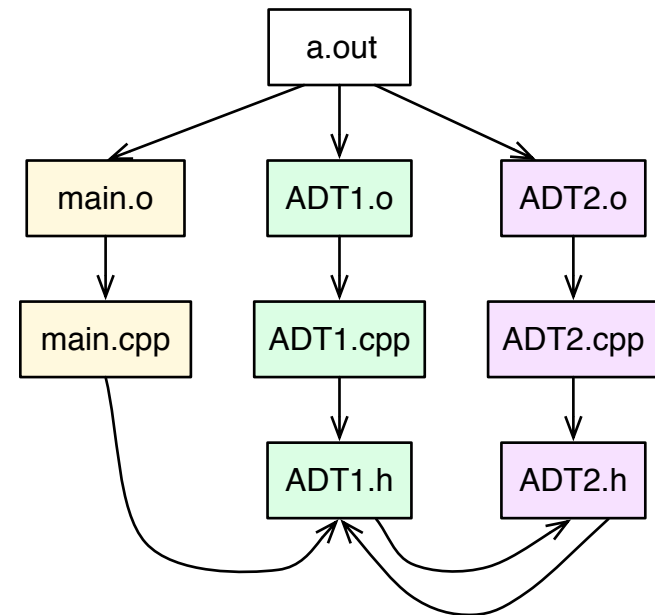 a.out
main.o
ADT1.o
ADT2.o
main.cpp
ADT1.cpp
ADT2.cpp
ADT1.h
ADT2.h